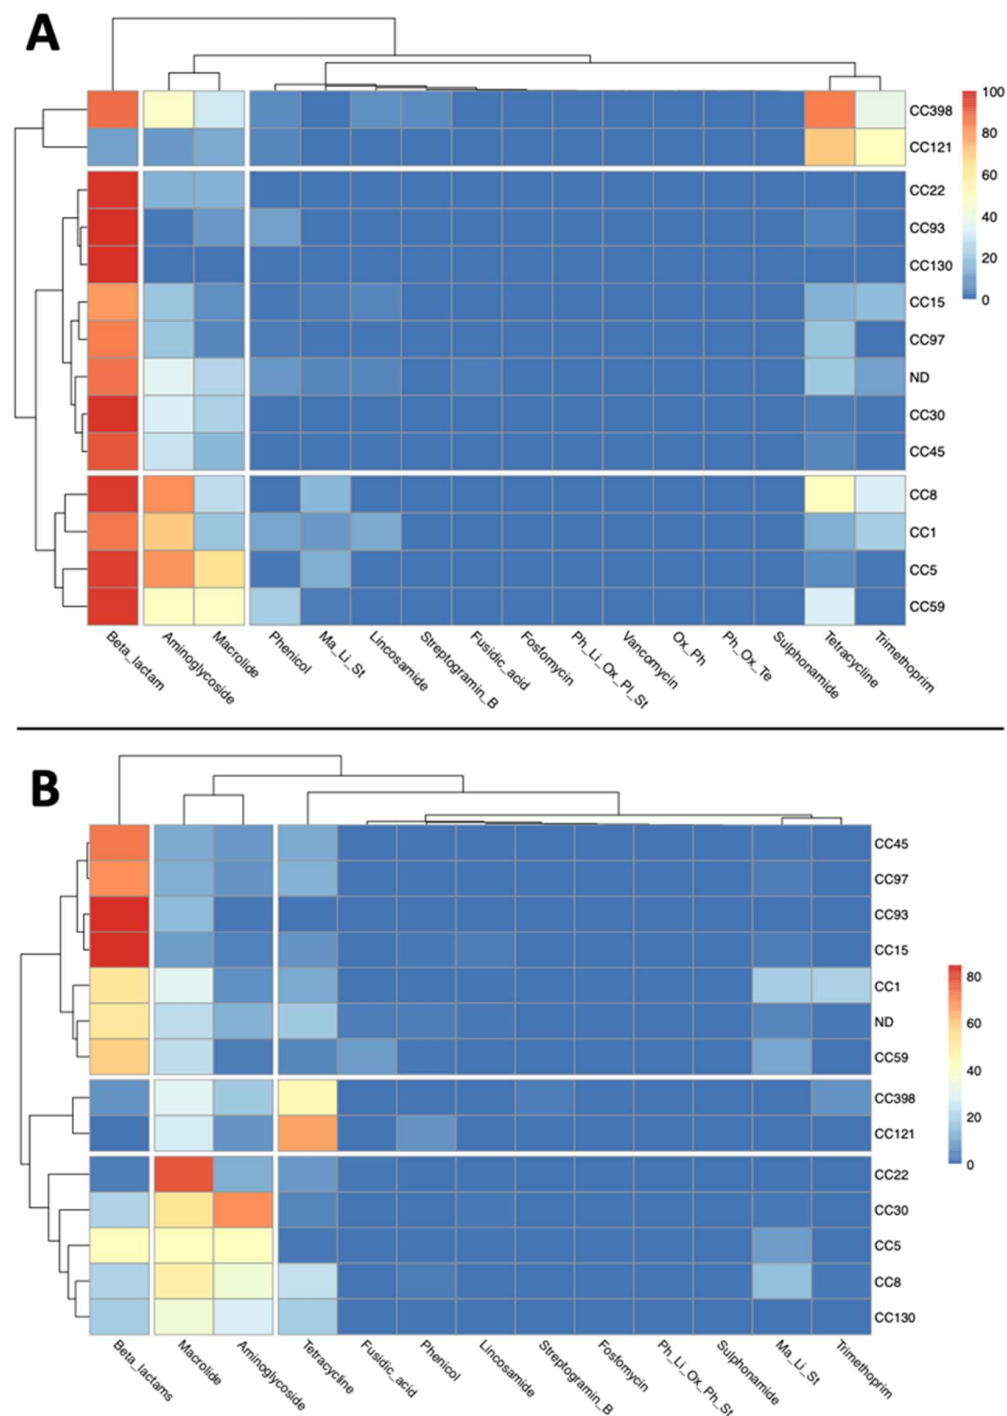 A
100
80
60
40
20
0
CC398
CC121
CC22
CC93
CC130
CC15
CC97
ND
CC30
CC45
CC8
CC1
CC5
CC59
Beta_lactam
Aminoglycoside
Macrolide
Phenicol
Ma_Li_St
Lincosamide
Streptogramin_B
Fusidic_acid
Fosfomycin
Ph_Li_Ox_Pl_St
Vancomycin
Ox_Ph
Ph_Ox_Te
Sulphonamide
Tetracycline
Trimethoprim
B
CC45
CC97
CC93
CC15
CC1
ND
CC59
CC398
CC121
CC22
CC30
CC5
CC8
CC130
80
60
40
20
0
Beta_lactams
Macrolide
Aminoglycoside
Tetracycline
Fusidic_acid
Phenicol
Lincosamide
Streptogramin_B
Fosfomycin
Ph_Li_Ox_Ph_St
Sulphonamide
Ma_Li_St
Trimethoprim